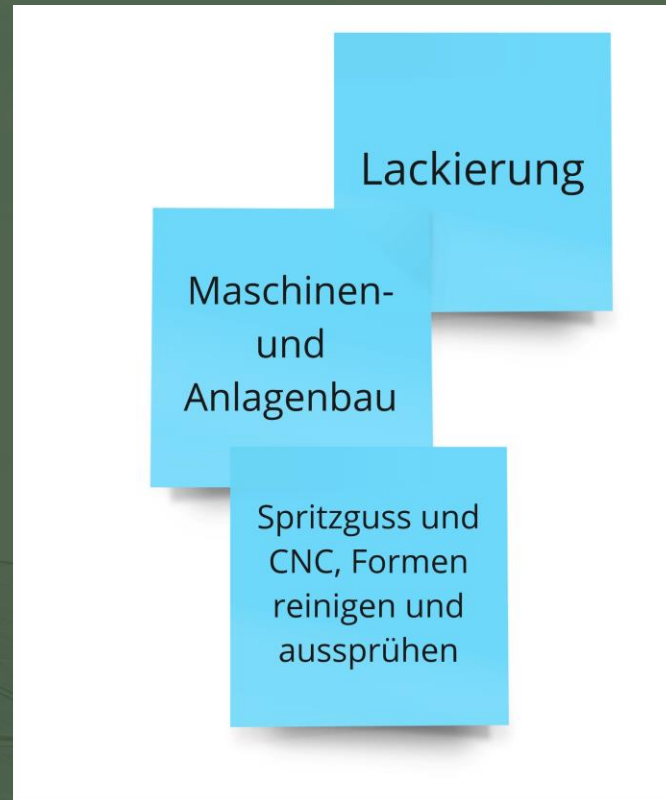 Lackierung
Maschinen-
und
Anlagenbau
Spritzguss und
CNC, Formen
reinigen und
aussprühen